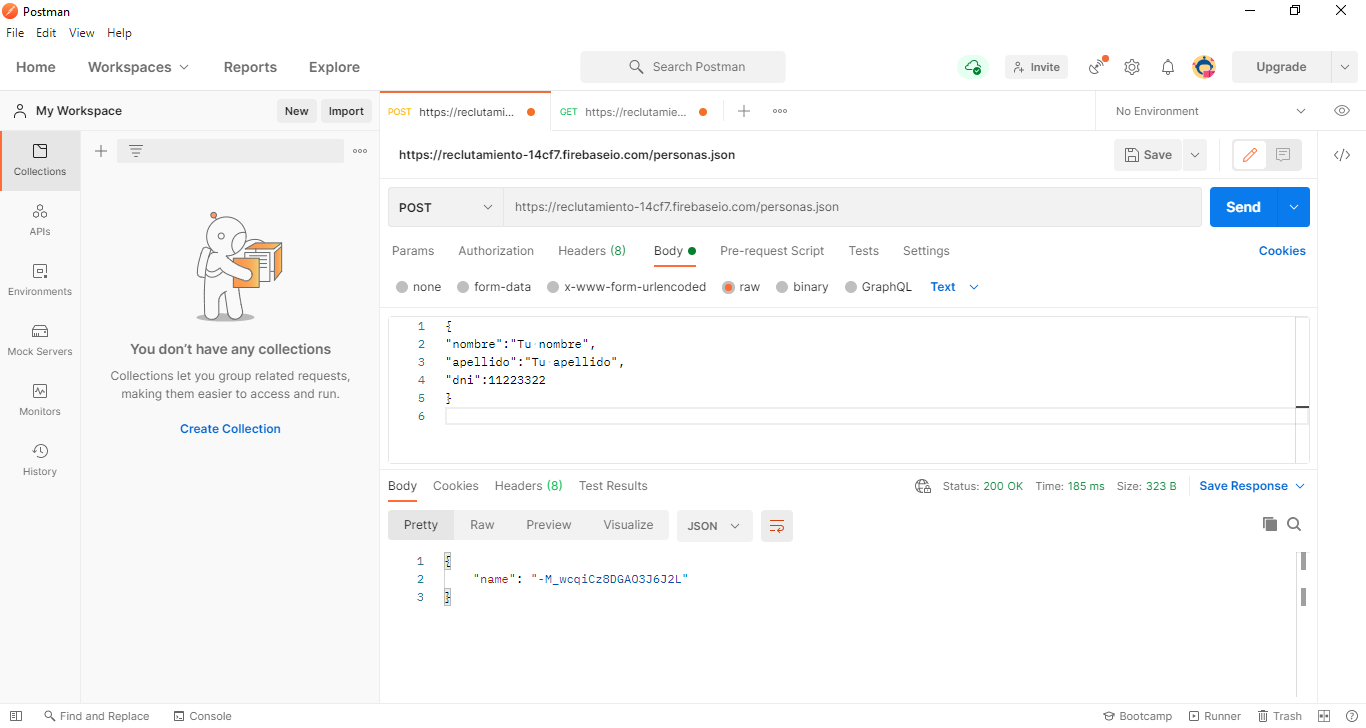 Postman
File Edit View Help
Home Workspaces Reports Explore Search Postman Invite Upgrade
My Workspace New Import
POST https://reclutami... GET https://reclutamie... No Environment
Collections
APIs
Environments
Mock Servers
Monitors
History
You don't have any collections
Collections let you group related requests,
making them easier to access and run.
Create Collection
https://reclutamiento-14cf7.firebaseio.com/personas.json Save
POST https://reclutamiento-14cf7.firebaseio.com/personas.json Send
Params Authorization Headers (8) Body Pre-request Script Tests Settings Cookies
none form-data x-www-form-urlencoded raw binary GraphQL Text
1 {
2 "nombre":"Tu nombre",
3 "apellido":"Tu apellido",
4 "dni":11223322
5 }
6
Body Cookies Headers (8) Test Results Status: 200 OK Time: 185 ms Size: 323 B Save Response
Pretty Raw Preview Visualize JSON
1 {
2 "name": "-M_wcqiCz8DGAO3J6J2L"
3 }
Find and Replace Console Bootcamp Runner Trash